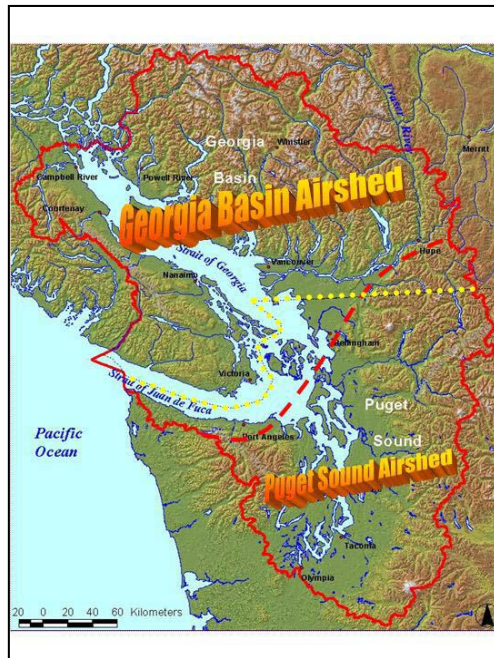 Fraser River
Georgia
Whistler
Merritt
Campbell River
Powell River
Basin
Courtenay
Georgia Basin Airshed
Strait of Georgia
Hope
Vancouver
Nanaimo
Bellingham
Victoria
Strait of Juan de Fuca
Puget
Pacific
Ocean
Port Angeles
Sound
Puget Sound Airshed
Tacoma
Olympia
20 0 20 40 60 Kilometers